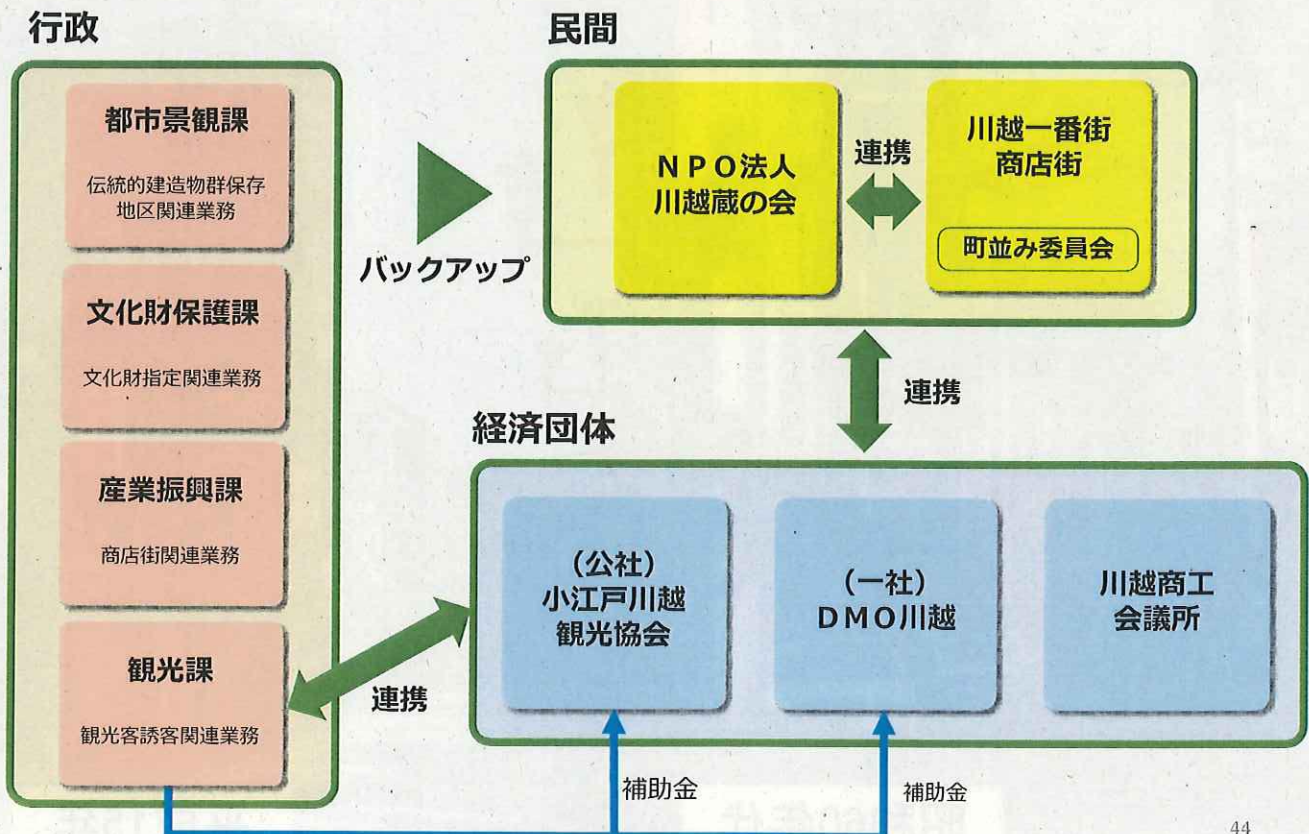 行政
都市景観課
伝統的建造物群保存
地区関連業務
文化財保護課
文化財指定関連業務
産業振興課
商店街関連業務
観光課
観光客誘客関連業務
バックアップ
民間
NPO法人
川越蔵の会
連携
川越一番街
商店街
町並み委員会
連携
経済団体
(公社)
小江戸川越
観光協会
(一社)
DMO川越
川越商工
会議所
連携
補助金
補助金
44